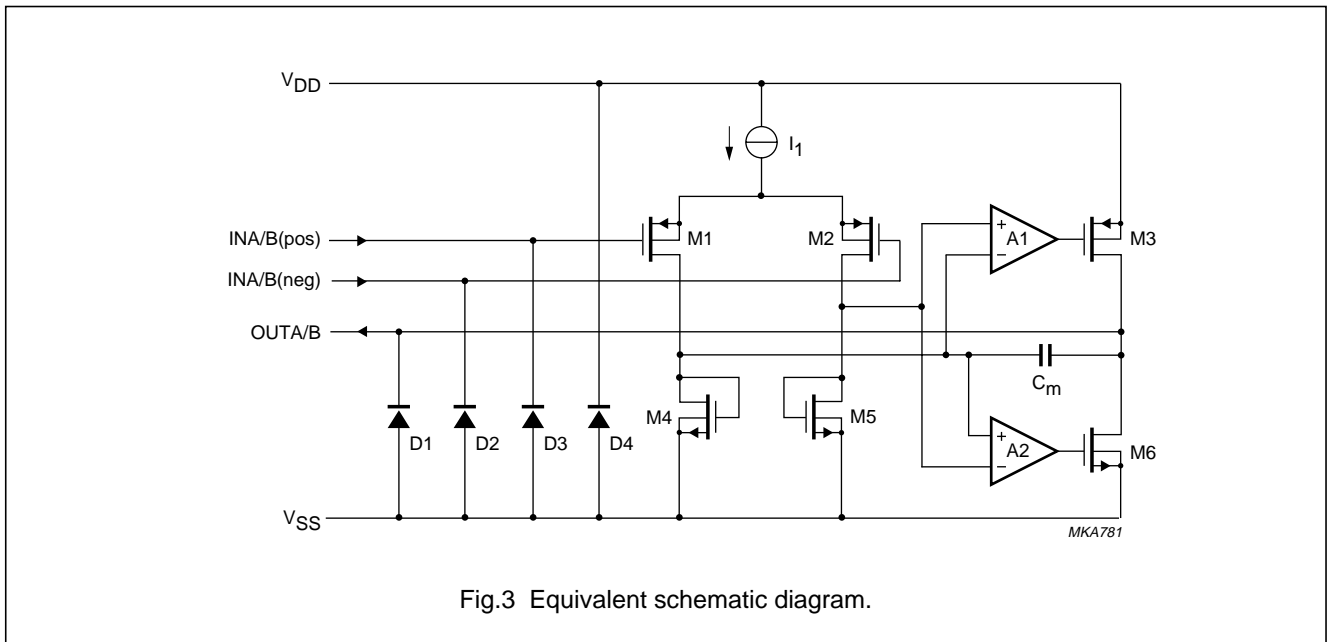 VDD
I1
INA/B(pos)
M1
M2
+
A1
−
M3
INA/B(neg)
OUTA/B
Cm
M4
M5
D1
D2
D3
D4
+
A2
−
M6
VSS
MKA781
Fig.3 Equivalent schematic diagram.